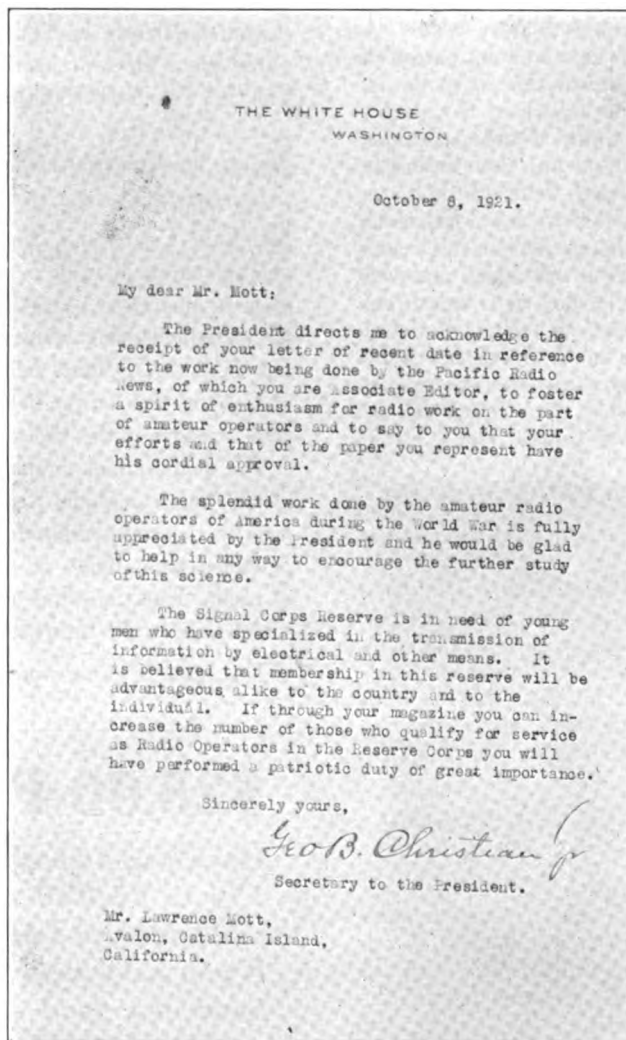 THE WHITE HOUSE
WASHINGTON
October 8, 1921.
My dear Mr. Mott:
The President directs me to acknowledge the
receipt of your letter of recent date in reference
to the work now being done by the Pacific Radio
News, of which you are Associate Editor, to foster
a spirit of enthusiasm for radio work on the part
of amateur operators and to say to you that your
efforts and that of the paper you represent have
his cordial approval.
The splendid work done by the amateur radio
operators of America during the World War is fully
appreciated by the President and he would be glad
to help in any way to encourage the further study
ofthis science.
The Signal Corps Reserve is in need of young
men who have specialized in the transmission of
information by electrical and other means. It
is believed that membership in this reserve will be
advantageous alike to the country and to the
individual. If through your magazine you can in-
crease the number of those who qualify for service
as Radio Operators in the Reserve Corps you will
have performed a patriotic duty of great importance.
Sincerely yours,
Geo B. Christian Jr
Secretary to the President.
Mr. Lawrence Mott,
Avalon, Catalina Island,
California.